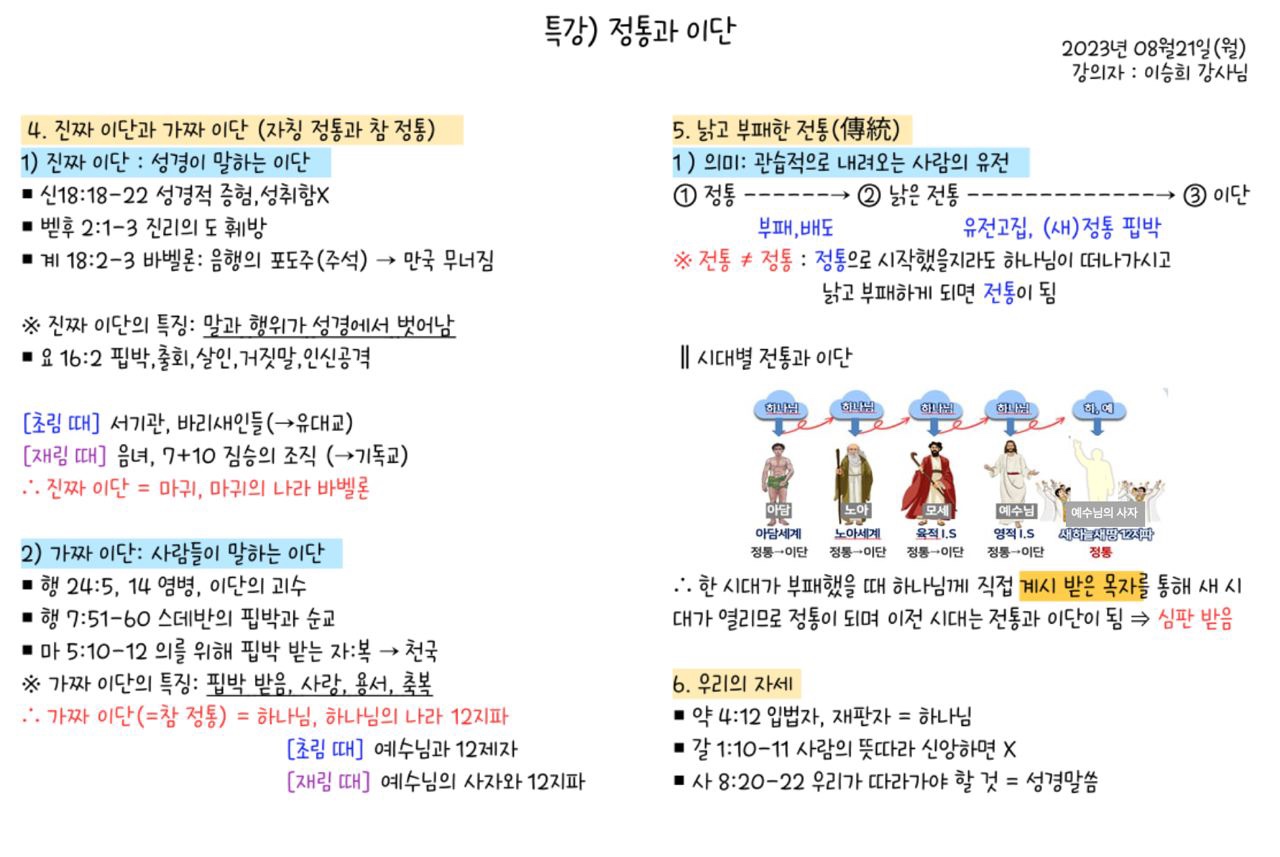 특강) 정통과 이단
2023년 08월21일(월)
강의자 : 이승희 강사님
4. 진짜 이단과 가짜 이단 (자칭 정통과 참 정통)
1) 진짜 이단 : 성경이 말하는 이단
■ 신18:18-22 성경적 증험,성취함X
■ 벧후 2:1-3 진리의 도 훼방
■ 계 18:2-3 바벨론: 음행의 포도주(주석) → 만국 무너짐
※ 진짜 이단의 특징: 말과 행위가 성경에서 벗어남
■ 요 16:2 핍박,출회,살인,거짓말,인신공격
[초림 때] 서기관, 바리새인들(→유대교)
[재림 때] 음녀, 7+10 짐승의 조직 (→기독교)
∴ 진짜 이단 = 마귀, 마귀의 나라 바벨론
2) 가짜 이단: 사람들이 말하는 이단
■ 행 24:5, 14 염병, 이단의 괴수
■ 행 7:51-60 스데반의 핍박과 순교
■ 마 5:10-12 의를 위해 핍박 받는 자:복 → 천국
※ 가짜 이단의 특징: 핍박 받음, 사랑, 용서, 축복
∴ 가짜 이단(=참 정통) = 하나님, 하나님의 나라 12지파
[초림 때] 예수님과 12제자
[재림 때] 예수님의 사자와 12지파
5. 낡고 부패한 전통(傳統)
1) 의미: 관습적으로 내려오는 사람의 유전
① 정통 -------→ ② 낡은 전통 --------------→ ③ 이단
부패,배도 유전고집, (새)정통 핍박
※ 전통 ≠ 정통 : 정통으로 시작했을지라도 하나님이 떠나가시고
낡고 부패하게 되면 전통이 됨
∥ 시대별 전통과 이단
하나님 하나님 하나님 하나님 하, 예
아담 노아 모세 예수님 예수님의 사자
아담세계 노아세계 육적 I.S 영적 I.S 새하늘새땅 12지파
정통→이단 정통→이단 정통→이단 정통→이단 정통
∴ 한 시대가 부패했을 때 하나님께 직접 계시 받은 목자를 통해 새 시
대가 열리므로 정통이 되며 이전 시대는 전통과 이단이 됨 ⇒ 심판 받음
6. 우리의 자세
■ 약 4:12 입법자, 재판자 = 하나님
■ 갈 1:10-11 사람의 뜻따라 신앙하면 X
■ 사 8:20-22 우리가 따라가야 할 것 = 성경말씀